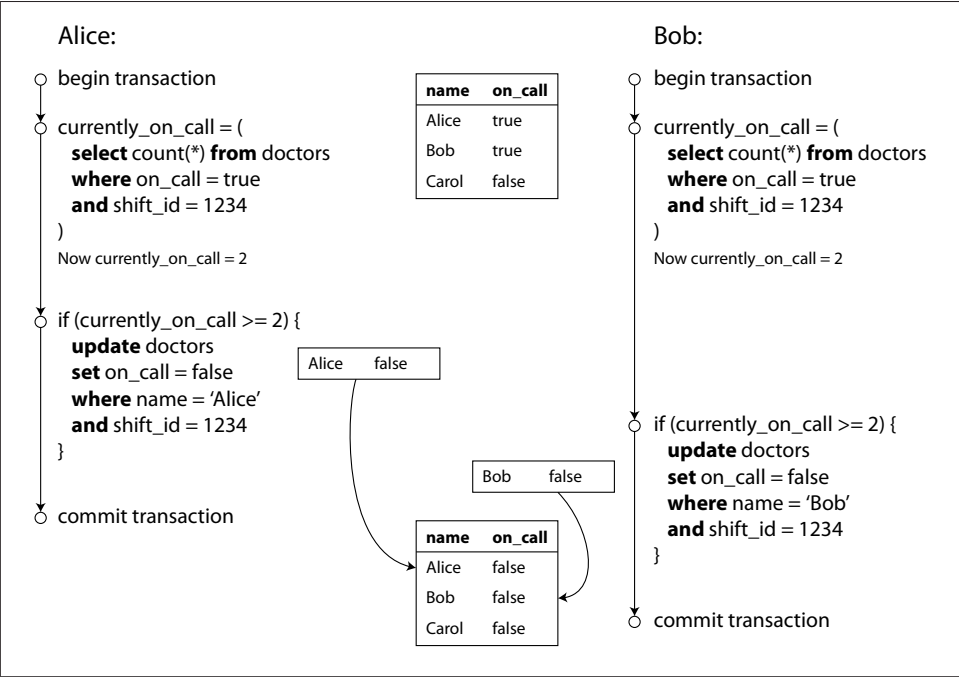 Alice:
begin transaction
currently_on_call = (
select count(*) from doctors
where on_call = true
and shift_id = 1234
)
Now currently_on_call = 2
if (currently_on_call >= 2) {
update doctors
set on_call = false
where name = ‘Alice’
and shift_id = 1234
}
commit transaction
name on_call
Alice true
Bob true
Carol false
Alice false
Bob false
name on_call
Alice false
Bob false
Carol false
Bob:
begin transaction
currently_on_call = (
select count(*) from doctors
where on_call = true
and shift_id = 1234
)
Now currently_on_call = 2
if (currently_on_call >= 2) {
update doctors
set on_call = false
where name = ‘Bob’
and shift_id = 1234
}
commit transaction